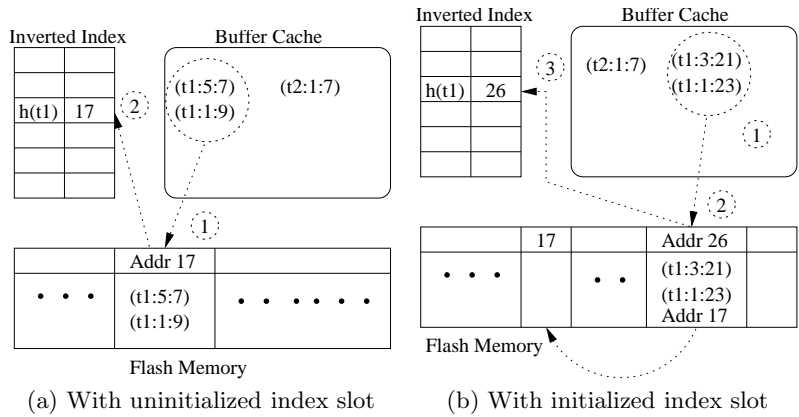 Inverted Index
Buffer Cache
(t1:5:7)
(t1:1:9)
(t2:1:7)
h(t1) 17
2
1
Addr 17
(t1:5:7)
(t1:1:9)
Flash Memory
(a) With uninitialized index slot
Inverted Index
Buffer Cache
(t2:1:7)
(t1:3:21)
(t1:1:23)
h(t1) 26
3
1
2
17
Addr 26
(t1:3:21)
(t1:1:23)
Addr 17
Flash Memory
(b) With initialized index slot